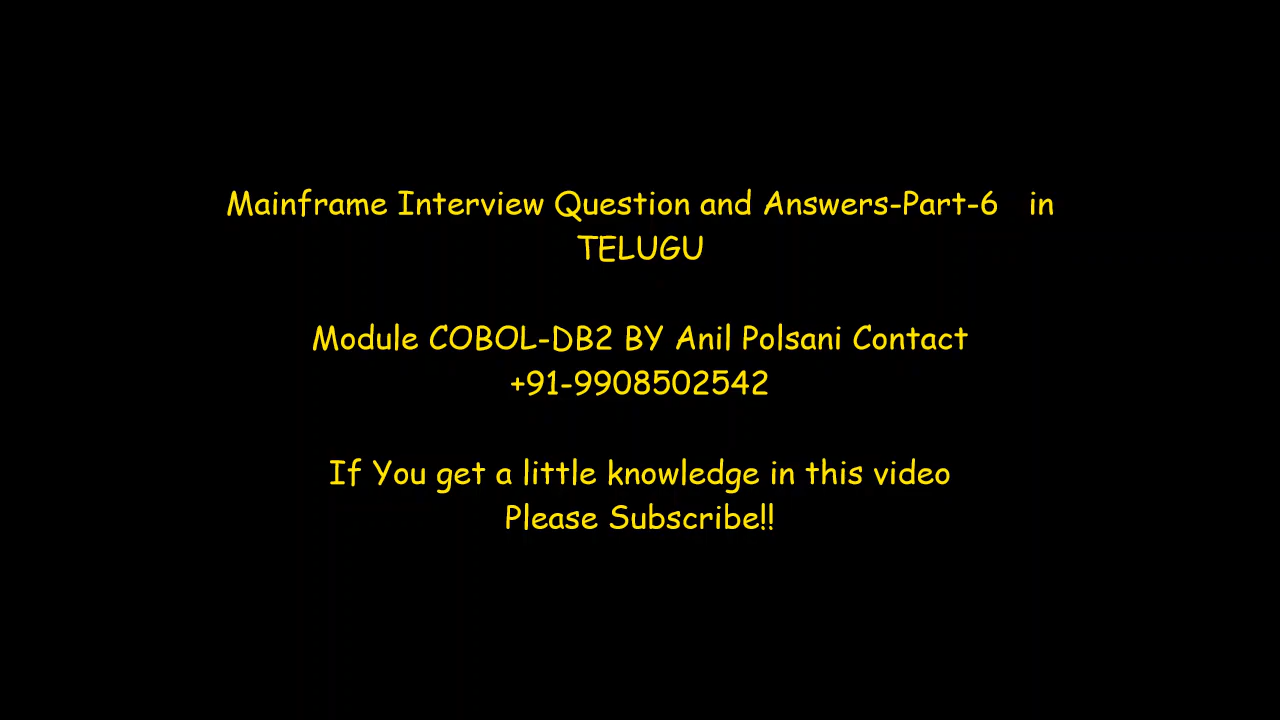 Mainframe Interview Question and Answers-Part-6 in
TELUGU
Module COBOL-DB2 BY Anil Polsani Contact
+91-9908502542
If You get a little knowledge in this video
Please Subscribe!!